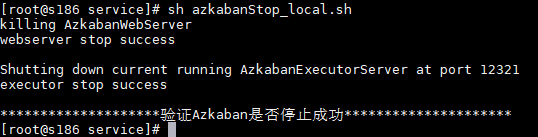 [root@s186 service]# sh azkabanStop_local.sh
killing AzkabanWebServer
webserver stop success
Shutting down current running AzkabanExecutorServer at port 12321
executor stop success
********************验证Azkaban是否停止成功*********************
[root@s186 service]#